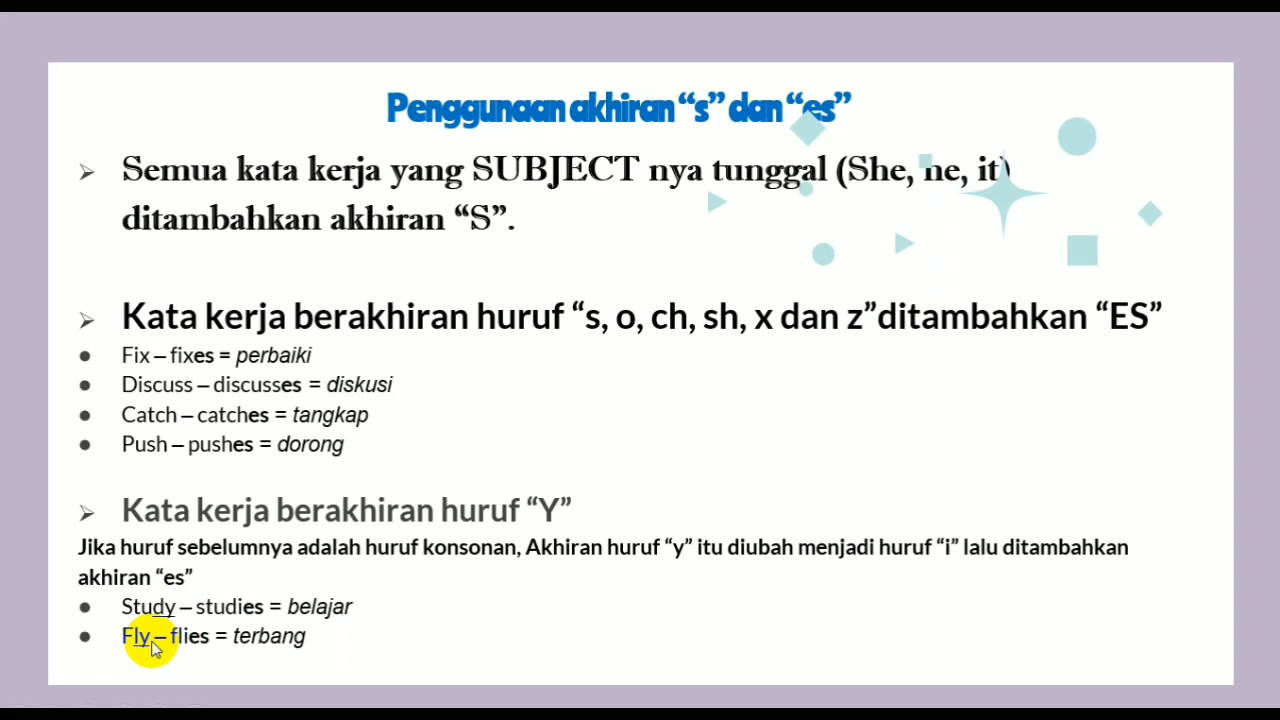 Penggunaan akhiran “s” dan “es”
➢ Semua kata kerja yang SUBJECT nya tunggal (She, he, it)
ditambahkan akhiran “S”.
➢ Kata kerja berakhiran huruf “s, o, ch, sh, x dan z”ditambahkan “ES”
● Fix – fixes = perbaiki
● Discuss – discusses = diskusi
● Catch – catches = tangkap
● Push – pushes = dorong
➢ Kata kerja berakhiran huruf “Y”
Jika huruf sebelumnya adalah huruf konsonan, Akhiran huruf “y” itu diubah menjadi huruf “i” lalu ditambahkan
akhiran “es”
● Study – studies = belajar
● Fly – flies = terbang